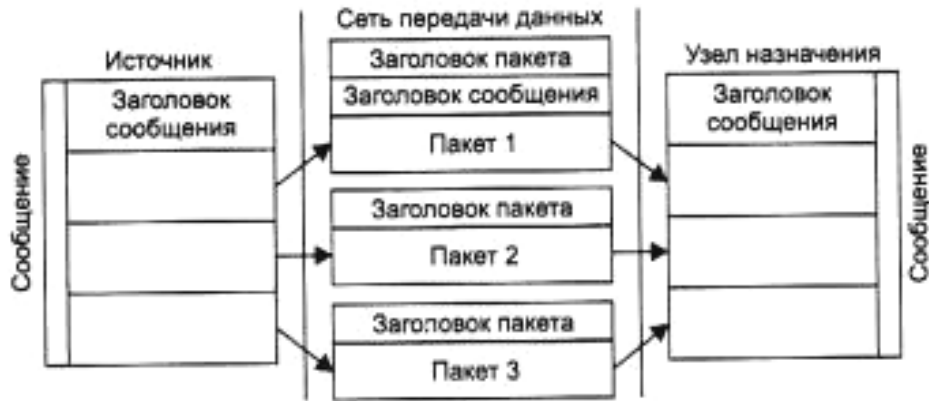 Сеть передачи данных
Источник
Сообщение
Заголовок
сообщения
Заголовок пакета
Заголовок сообщения
Пакет 1
Заголовок пакета
Пакет 2
Заголовок пакета
Пакет 3
Узел назначения
Заголовок
сообщения
Сообщение